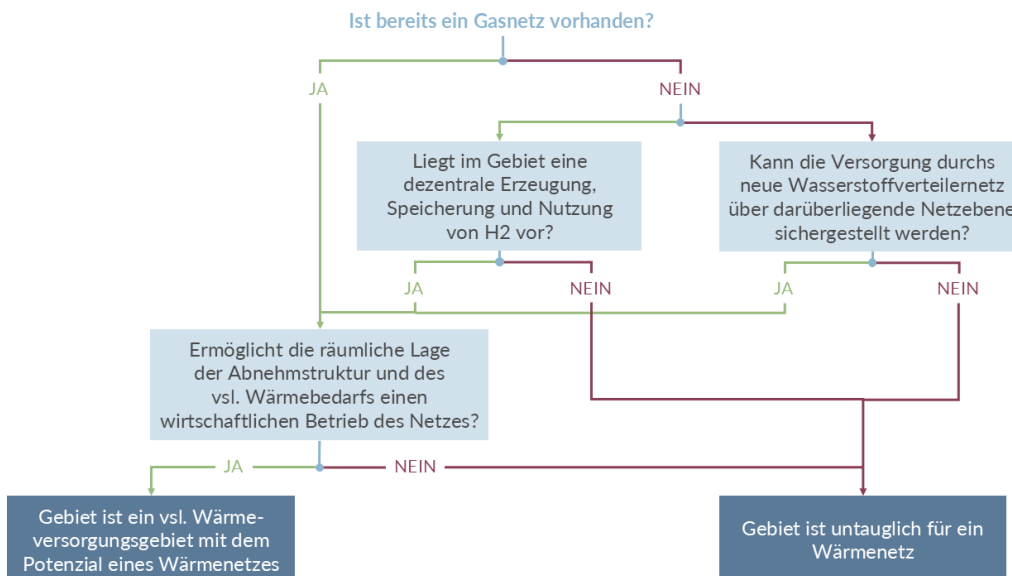 Ist bereits ein Gasnetz vorhanden?
JA
NEIN
Liegt im Gebiet eine
dezentrale Erzeugung,
Speicherung und Nutzung
von H2 vor?
Kann die Versorgung durchs
neue Wasserstoffverteilernetz
über darüberliegende Netzebene
sichergestellt werden?
JA
NEIN
JA
NEIN
Ermöglicht die räumliche Lage
der Abnehmstruktur und des
vsl. Wärmebedarfs einen
wirtschaftlichen Betrieb des Netzes?
JA
NEIN
Gebiet ist ein vsl. Wärme-
versorgungsgebiet mit dem
Potenzial eines Wärmenetzes
Gebiet ist untauglich für ein
Wärmenetz